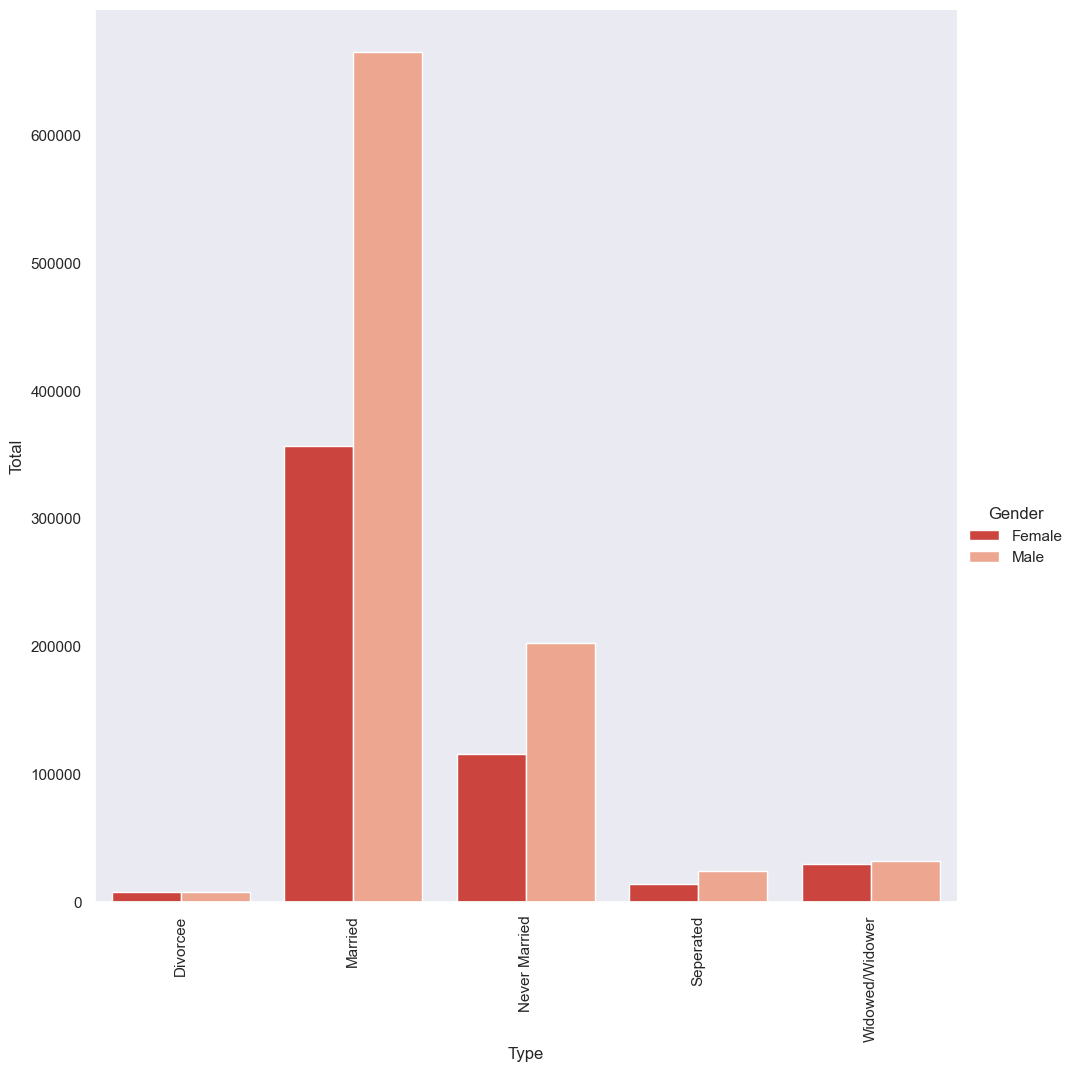 600000
500000
400000
300000
200000
100000
0
Total
Divorcee
Married
Never Married
Seperated
Widowed/Widower
Type
Gender
Female
Male